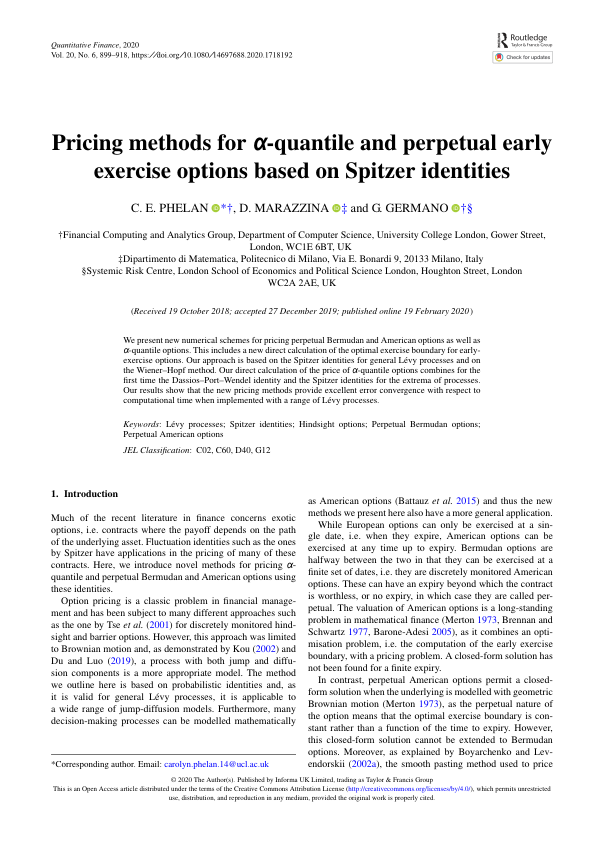 Quantitative Finance, 2020
Vol. 20, No. 6, 899–918, https://doi.org/10.1080/14697688.2020.1718192
Routledge
Taylor & Francis Group
Check for updates
Pricing methods for α-quantile and perpetual early
exercise options based on Spitzer identities
C. E. PHELAN *†, D. MARAZZINA ‡ and G. GERMANO †§
†Financial Computing and Analytics Group, Department of Computer Science, University College London, Gower Street,
London, WC1E 6BT, UK
‡Dipartimento di Matematica, Politecnico di Milano, Via E. Bonardi 9, 20133 Milano, Italy
§Systemic Risk Centre, London School of Economics and Political Science London, Houghton Street, London
WC2A 2AE, UK
(Received 19 October 2018; accepted 27 December 2019; published online 19 February 2020)
We present new numerical schemes for pricing perpetual Bermudan and American options as well as
α-quantile options. This includes a new direct calculation of the optimal exercise boundary for early-
exercise options. Our approach is based on the Spitzer identities for general Lévy processes and on
the Wiener–Hopf method. Our direct calculation of the price of α-quantile options combines for the
first time the Dassios–Port–Wendel identity and the Spitzer identities for the extrema of processes.
Our results show that the new pricing methods provide excellent error convergence with respect to
computational time when implemented with a range of Lévy processes.
Keywords: Lévy processes; Spitzer identities; Hindsight options; Perpetual Bermudan options;
Perpetual American options
JEL Classification: C02, C60, D40, G12
1. Introduction
Much of the recent literature in finance concerns exotic
options, i.e. contracts where the payoff depends on the path
of the underlying asset. Fluctuation identities such as the ones
by Spitzer have applications in the pricing of many of these
contracts. Here, we introduce novel methods for pricing α-
quantile and perpetual Bermudan and American options using
these identities.
Option pricing is a classic problem in financial manage-
ment and has been subject to many different approaches such
as the one by Tse et al. (2001) for discretely monitored hind-
sight and barrier options. However, this approach was limited
to Brownian motion and, as demonstrated by Kou (2002) and
Du and Luo (2019), a process with both jump and diffu-
sion components is a more appropriate model. The method
we outline here is based on probabilistic identities and, as
it is valid for general Lévy processes, it is applicable to
a wide range of jump-diffusion models. Furthermore, many
decision-making processes can be modelled mathematically
*Corresponding author. Email: carolyn.phelan.14@ucl.ac.uk
as American options (Battauz et al. 2015) and thus the new
methods we present here also have a more general application.
While European options can only be exercised at a sin-
gle date, i.e. when they expire, American options can be
exercised at any time up to expiry. Bermudan options are
halfway between the two in that they can be exercised at a
finite set of dates, i.e. they are discretely monitored American
options. These can have an expiry beyond which the contract
is worthless, or no expiry, in which case they are called per-
petual. The valuation of American options is a long-standing
problem in mathematical finance (Merton 1973, Brennan and
Schwartz 1977, Barone-Adesi 2005), as it combines an opti-
misation problem, i.e. the computation of the early exercise
boundary, with a pricing problem. A closed-form solution has
not been found for a finite expiry.
In contrast, perpetual American options permit a closed-
form solution when the underlying is modelled with geometric
Brownian motion (Merton 1973), as the perpetual nature of
the option means that the optimal exercise boundary is con-
stant rather than a function of the time to expiry. However,
this closed-form solution cannot be extended to Bermudan
options. Moreover, as explained by Boyarchenko and Lev-
endorskii (2002a), the smooth pasting method used to price
© 2020 The Author(s). Published by Informa UK Limited, trading as Taylor & Francis Group
This is an Open Access article distributed under the terms of the Creative Commons Attribution License (http://creativecommons.org/licenses/by/4.0/), which permits unrestricted
use, distribution, and reproduction in any medium, provided the original work is properly cited.